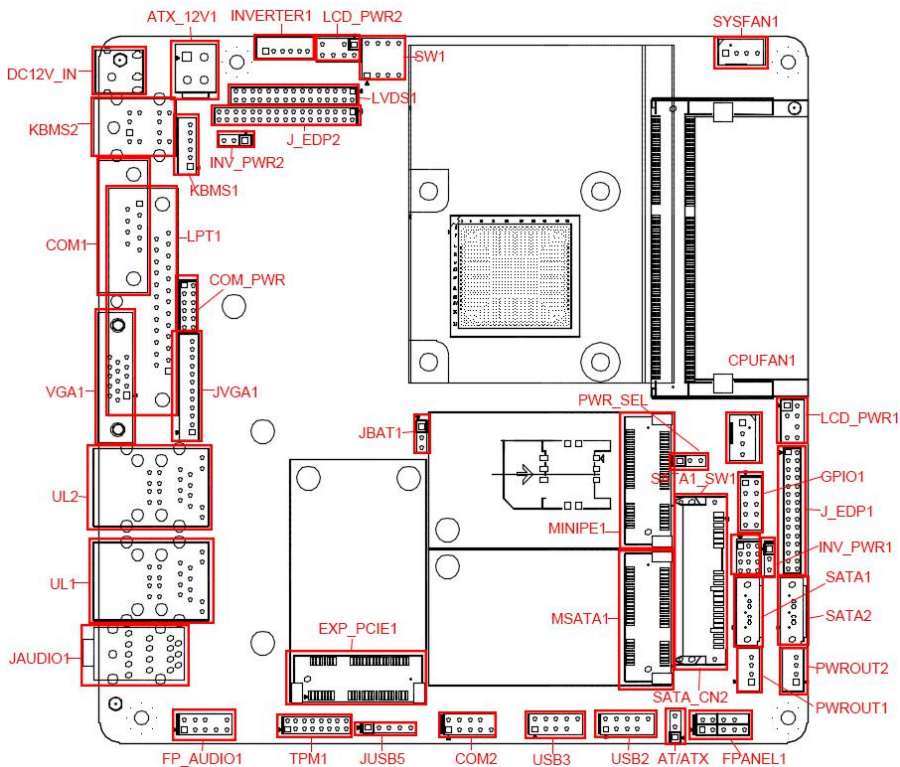 ATX_12V1
INVERTER1
LCD_PWR2
SYSFAN1
SW1
DC12V_IN
LVDS1
KBMS2
J_EDP2
INV_PWR2
KBMS1
LPT1
COM1
COM_PWR
CPUFAN1
VGA1
JVGA1
PWR_SEL
LCD_PWR1
JBAT1
SATA1_SW1
GPIO1
UL2
J_EDP1
MINIPE1
INV_PWR1
UL1
SATA1
MSATA1
SATA2
EXP_PCIE1
JAUDIO1
PWROUT2
SATA_CN2
PWROUT1
FP_AUDIO1
TPM1
JUSB5
COM2
USB3
USB2
AT/ATX
FPANEL1